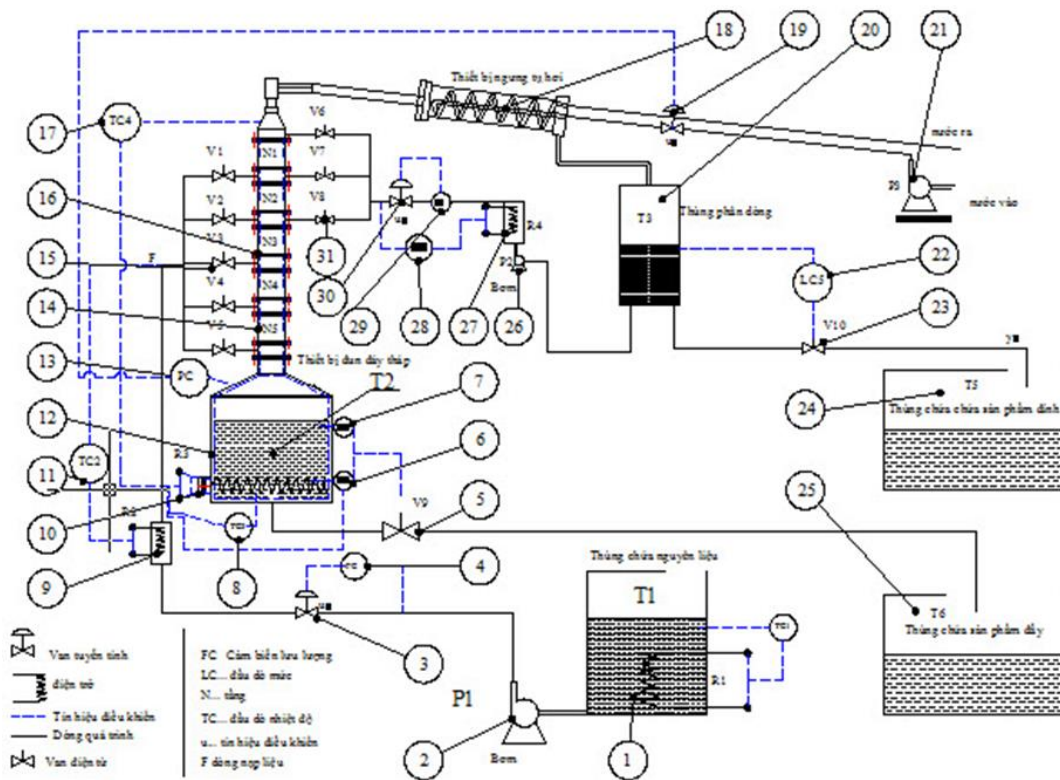 18
19
20
21
Thiết bị ngưng tụ hơi
17
TC4
V6
nước ra
P3
nước vào
V1
N1
V7
16
V2
N2
V8
T3
Thùng phân dòng
R4
15
F
V3
N3
31
P2
LC5
22
14
V4
N4
30
Bơm
V10
23
V5
N5
29
28
27
26
13
PC
Thiết bị đun đáy tháp
T2
7
24
T5
Thùng chứa chứa sản phẩm đỉnh
12
6
11
TC2
R3
V9
5
25
10
R2
8
Thùng chứa nguyên liệu
9
4
T1
T6
Thùng chứa sản phẩm đáy
R1
3
P1
2
Bơm
1
Van tuyến tính
điện trở
Tín hiệu điều khiển
Dòng quá trình
Van điện từ
FC Cảm biến lưu lượng
LC... đầu dò mức
N... tầng
TC... đầu dò nhiệt độ
u... tín hiệu điều khiển
F dòng nạp liệu